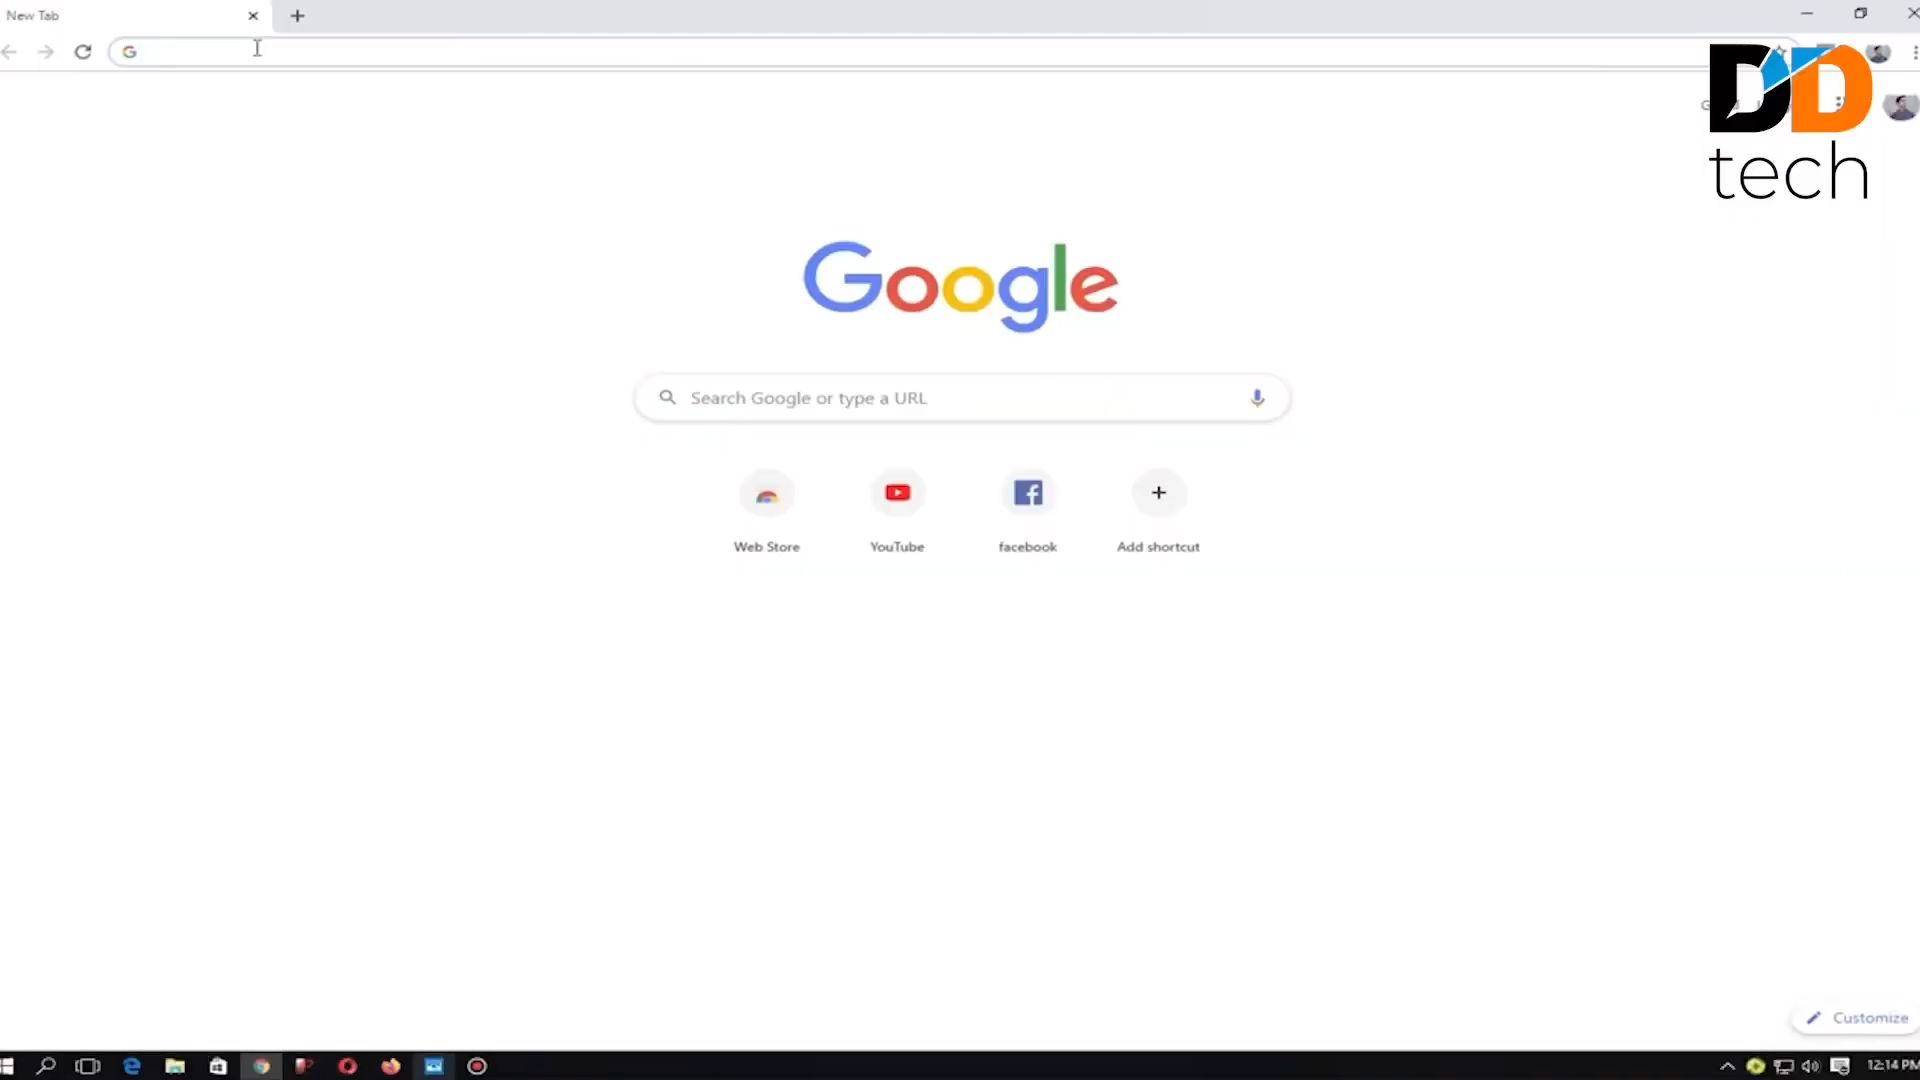 New Tab
DD
tech
Google
Search Google or type a URL
Web Store
YouTube
facebook
Add shortcut
Customize
12:14 PM